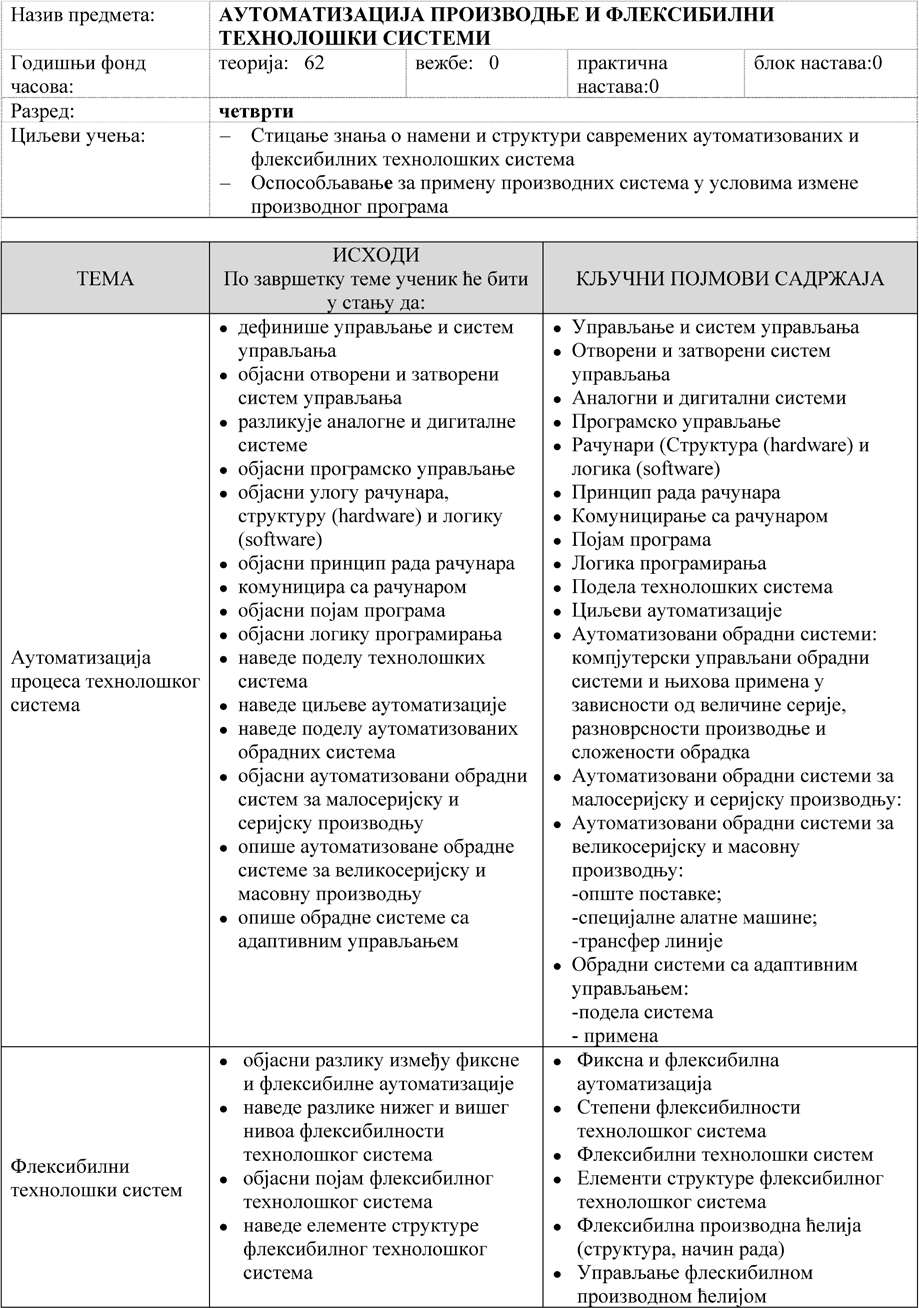 Назив предмета:
АУТОМАТИЗАЦИЈА ПРОИЗВОДЊЕ И ФЛЕКСИБИЛНИ
ТЕХНОЛОШКИ СИСТЕМИ
Годишњи фонд
часова:
теорија: 62
вежбе: 0
практична
настава:0
блок настава:0
Разред:
четврти
Циљеви учења:
– Стицање знања о намени и структури савремених аутоматизованих и
флексибилних технолошких система
– Оспособљавање за примену производних система у условима измене
производног програма
ТЕМА
ИСХОДИ
По завршетку теме ученик ће бити
у стању да:
КЉУЧНИ ПОЈМОВИ САДРЖАЈА
Аутоматизација
процеса технолошког
система
• дефинише управљање и систем
управљања
• објасни отворени и затворени
систем управљања
• разликује аналогне и дигиталне
системе
• објасни програмско управљање
• објасни улогу рачунара,
структуру (hardware) и логику
(software)
• објасни принцип рада рачунара
• комуницира са рачунаром
• објасни појам програма
• објасни логику програмирања
• наведе поделу технолошких
система
• наведе циљеве аутоматизације
• наведе поделу аутоматизованих
обрадних система
• објасни аутоматизовани обрадни
систем за малосеријску и
серијску производњу
• опише аутоматизоване обрадне
системе за великосеријску и
масовну производњу
• опише обрадне системе са
адаптивним управљањем
• Управљање и систем управљања
• Отворени и затворени систем
управљања
• Аналогни и дигитални системи
• Програмско управљање
• Рачунари (Структура (hardware) и
логика (software)
• Принцип рада рачунара
• Комуницирање са рачунаром
• Појам програма
• Логика програмирања
• Подела технолошких система
• Циљеви аутоматизације
• Аутоматизовани обрадни системи:
компјутерски управљани обрадни
системи и њихова примена у
зависности од величине серије,
разноврсности производње и
сложености обрадка
• Аутоматизовани обрадни системи за
малосеријску и серијску производњу:
• Аутоматизовани обрадни системи за
великосеријску и масовну
производњу:
-опште поставке;
-специјалне алатне машине;
-трансфер линије
• Обрадни системи са адаптивним
управљањем:
-подела система
- примена
Флексибилни
технолошки систем
• објасни разлику између фиксне
и флексибилне аутоматизације
• наведе разлике нижег и вишег
нивоа флексибилности
технолошког система
• објасни појам флексибилног
технолошког система
• наведе елементе структуре
флексибилног технолошког
система
• Фиксна и флексибилна
аутоматизација
• Степени флексибилности
технолошког система
• Флексибилни технолошки систем
• Елементи структуре флексибилног
технолошког система
• Флексибилна производна ћелија
(структура, начин рада)
• Управљање флескибилном
производном ћелијом